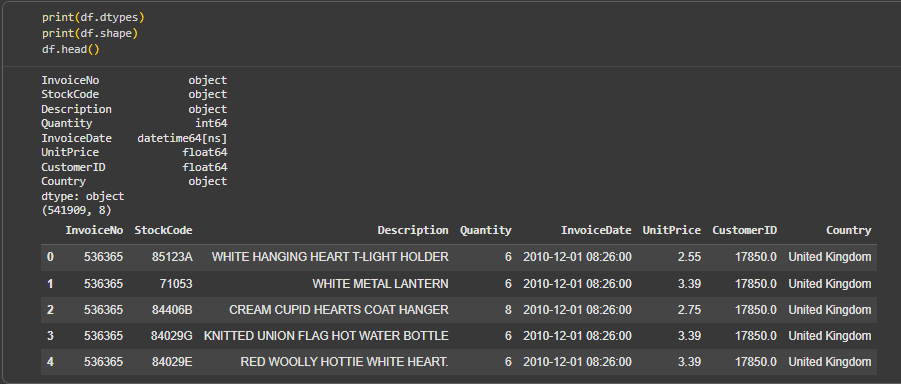 print(df.dtypes)
print(df.shape)
df.head()
InvoiceNo object
StockCode object
Description object
Quantity int64
InvoiceDate datetime64[ns]
UnitPrice float64
CustomerID float64
Country object
dtype: object
(541909, 8)
InvoiceNo StockCode Description Quantity InvoiceDate UnitPrice CustomerID Country
0 536365 85123A WHITE HANGING HEART T-LIGHT HOLDER 6 2010-12-01 08:26:00 2.55 17850.0 United Kingdom
1 536365 71053 WHITE METAL LANTERN 6 2010-12-01 08:26:00 3.39 17850.0 United Kingdom
2 536365 84406B CREAM CUPID HEARTS COAT HANGER 8 2010-12-01 08:26:00 2.75 17850.0 United Kingdom
3 536365 84029G KNITTED UNION FLAG HOT WATER BOTTLE 6 2010-12-01 08:26:00 3.39 17850.0 United Kingdom
4 536365 84029E RED WOOLLY HOTTIE WHITE HEART. 6 2010-12-01 08:26:00 3.39 17850.0 United Kingdom